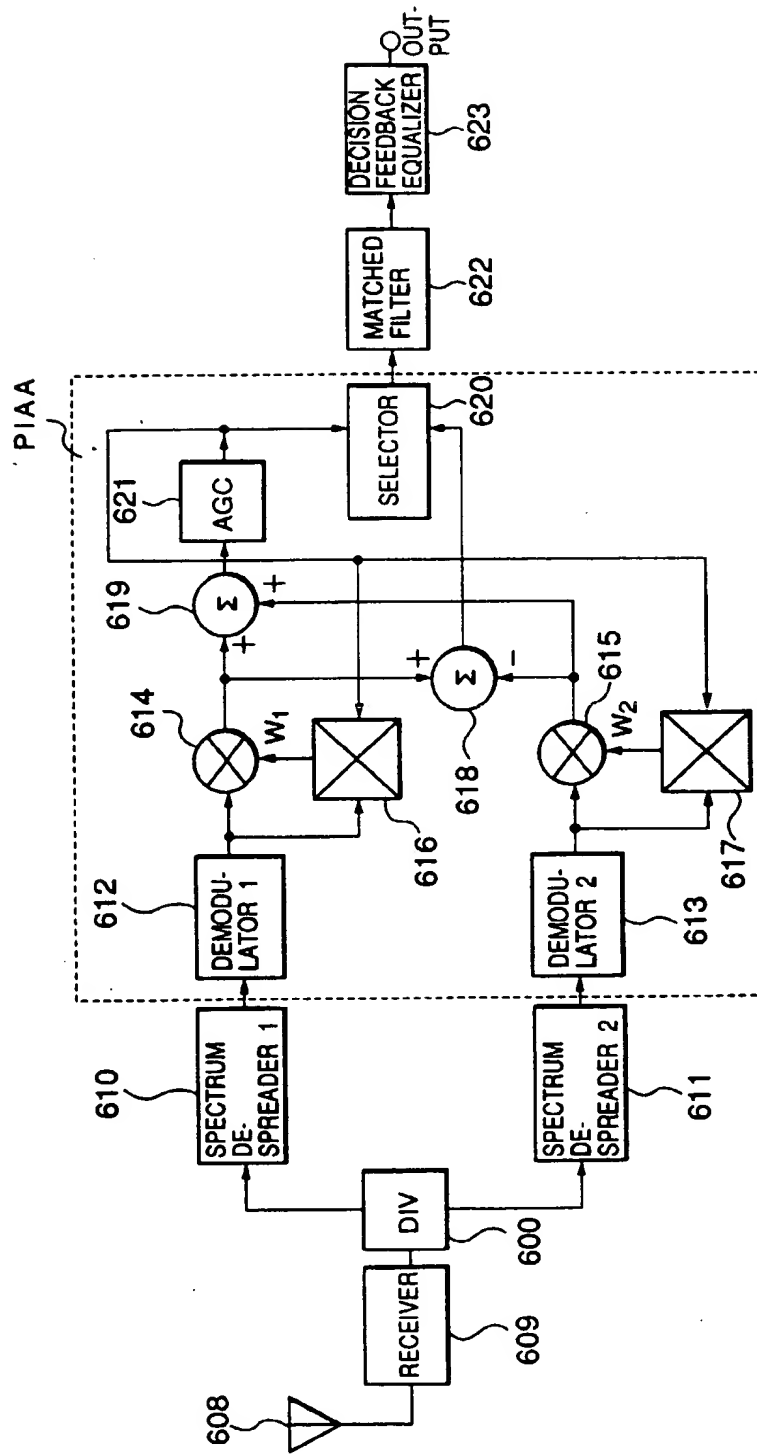 PIAA
608
RECEIVER
609
DIV
600
610
SPECTRUM
DE-
SPREADER 1
SPECTRUM
DE-
SPREADER 2
611
612
DEMODU-
LATOR 1
DEMODU-
LATOR 2
613
614
W1
616
615
W2
617
619
Σ
+
+
Σ
+
-
618
621
AGC
SELECTOR
620
MATCHED
FILTER
622
DECISION
FEEDBACK
EQUALIZER
623
OUT-
PUT